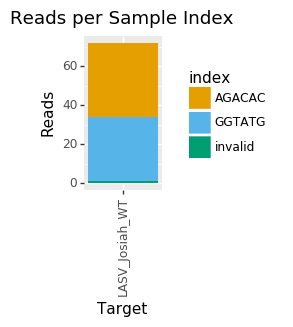 Reads per Sample Index
Reads
60
40
20
0
LASV_Josiah_WT
Target
index
AGACAC
GGTATG
invalid